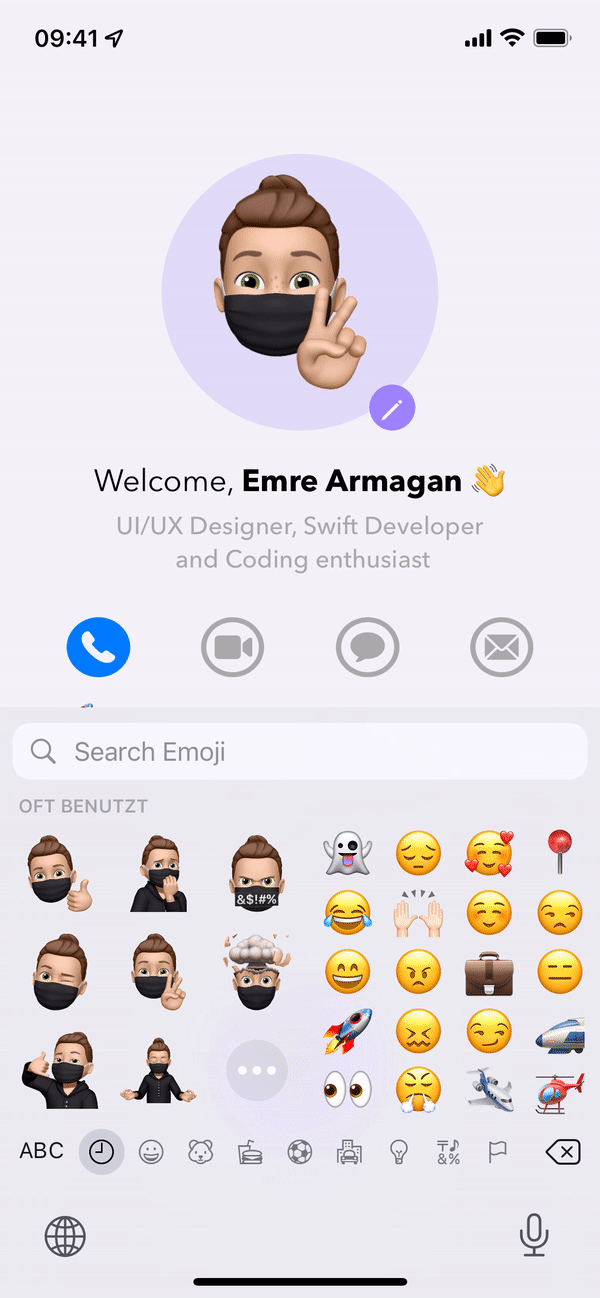 09:41
Welcome, Emre Armagan 👋
UI/UX Designer, Swift Developer
and Coding enthusiast
Search Emoji
OFT BENUTZT
&$!#%
ABC
&%